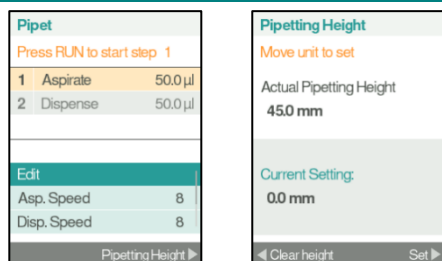 Pipet
Press RUN to start step 1
1 Aspirate 50.0 µl
2 Dispense 50.0 µl
Edit
Asp. Speed 8
Disp. Speed 8
Pipetting Height ▶
Pipetting Height
Move unit to set
Actual Pipetting Height
45.0 mm
Current Setting:
0.0 mm
◀ Clear height Set ▶